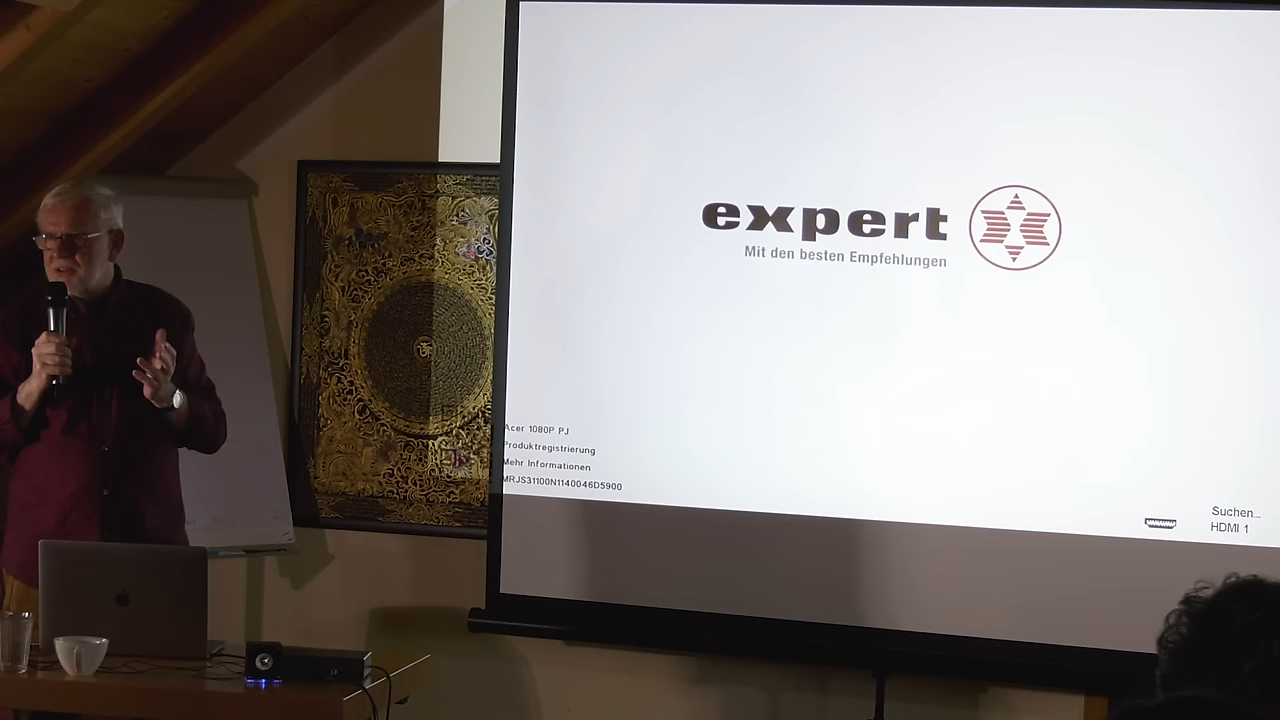 expert
Mit den besten Empfehlungen
Acer 1080P PJ
Produktregistrierung
Mehr Informationen
MRJS31100N1140046D5900
Suchen...
HDMI 1